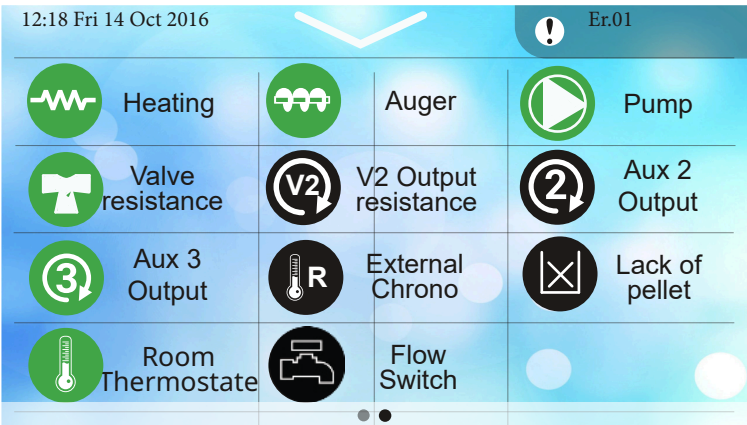 12:18 Fri 14 Oct 2016
! Er.01
Heating
Auger
Pump
Valve
resistance
V2
V2 Output
resistance
2
Aux 2
Output
3
Aux 3
Output
R
External
Chrono
Lack of
pellet
Room
Thermostate
Flow
Switch